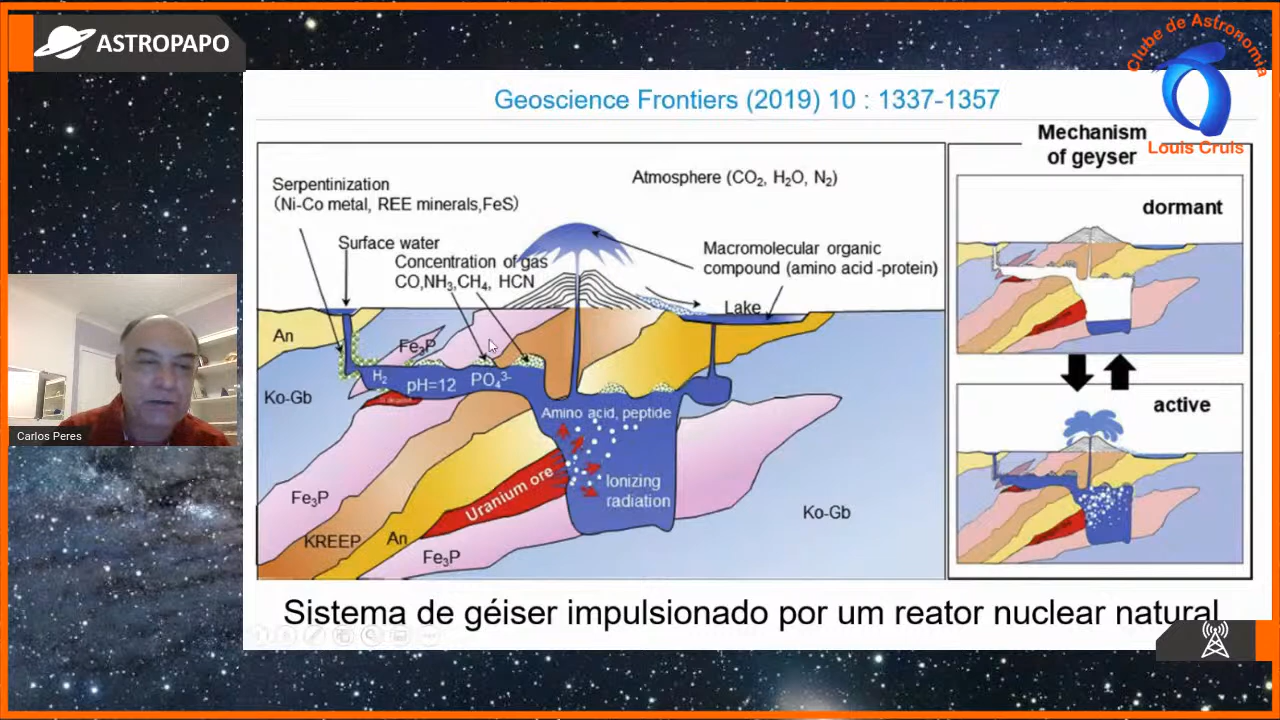 ASTROPAPO
Clube de Astronomia
Louis Cruls
Geoscience Frontiers (2019) 10 : 1337-1357
Mechanism
of geyser
Serpentinization
(Ni-Co metal, REE minerals,FeS)
Atmosphere (CO₂, H₂O, N₂)
dormant
Surface water
Concentration of gas
CO,NH₃,CH₄, HCN
Macromolecular organic
compound (amino acid -protein)
Lake
An
Fe₃P
H₂
pH=12
PO₄³⁻
Ko-Gb
Amino acid, peptide
active
Uranium ore
Ionizing
radiation
Fe₃P
Ko-Gb
KREEP
An
Fe₃P
Carlos Peres
Sistema de géiser impulsionado por um reator nuclear natural